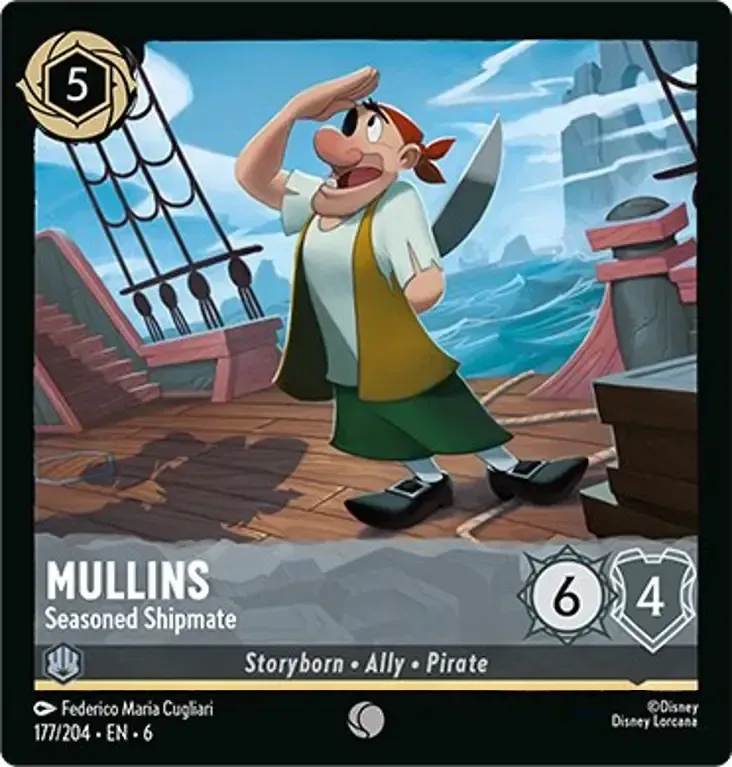 5
MULLINS
Seasoned Shipmate
6
4
Storyborn • Ally • Pirate
Federico Maria Cugliari
177/204 • EN • 6
©Disney
Disney Lorcana